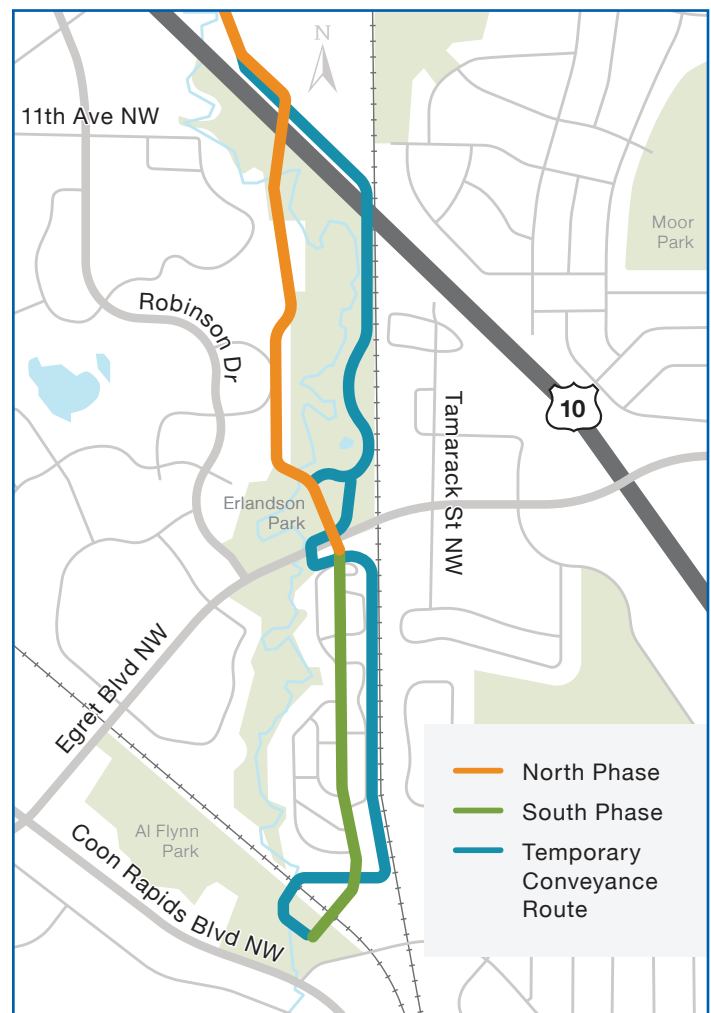 N
11th Ave NW
Moor
Park
Robinson Dr
10
Tamarack St NW
Erlandson
Park
Egret Blvd NW
North Phase
South Phase
Temporary
Conveyance
Route
Al Flynn
Park
Coon Rapids Blvd NW